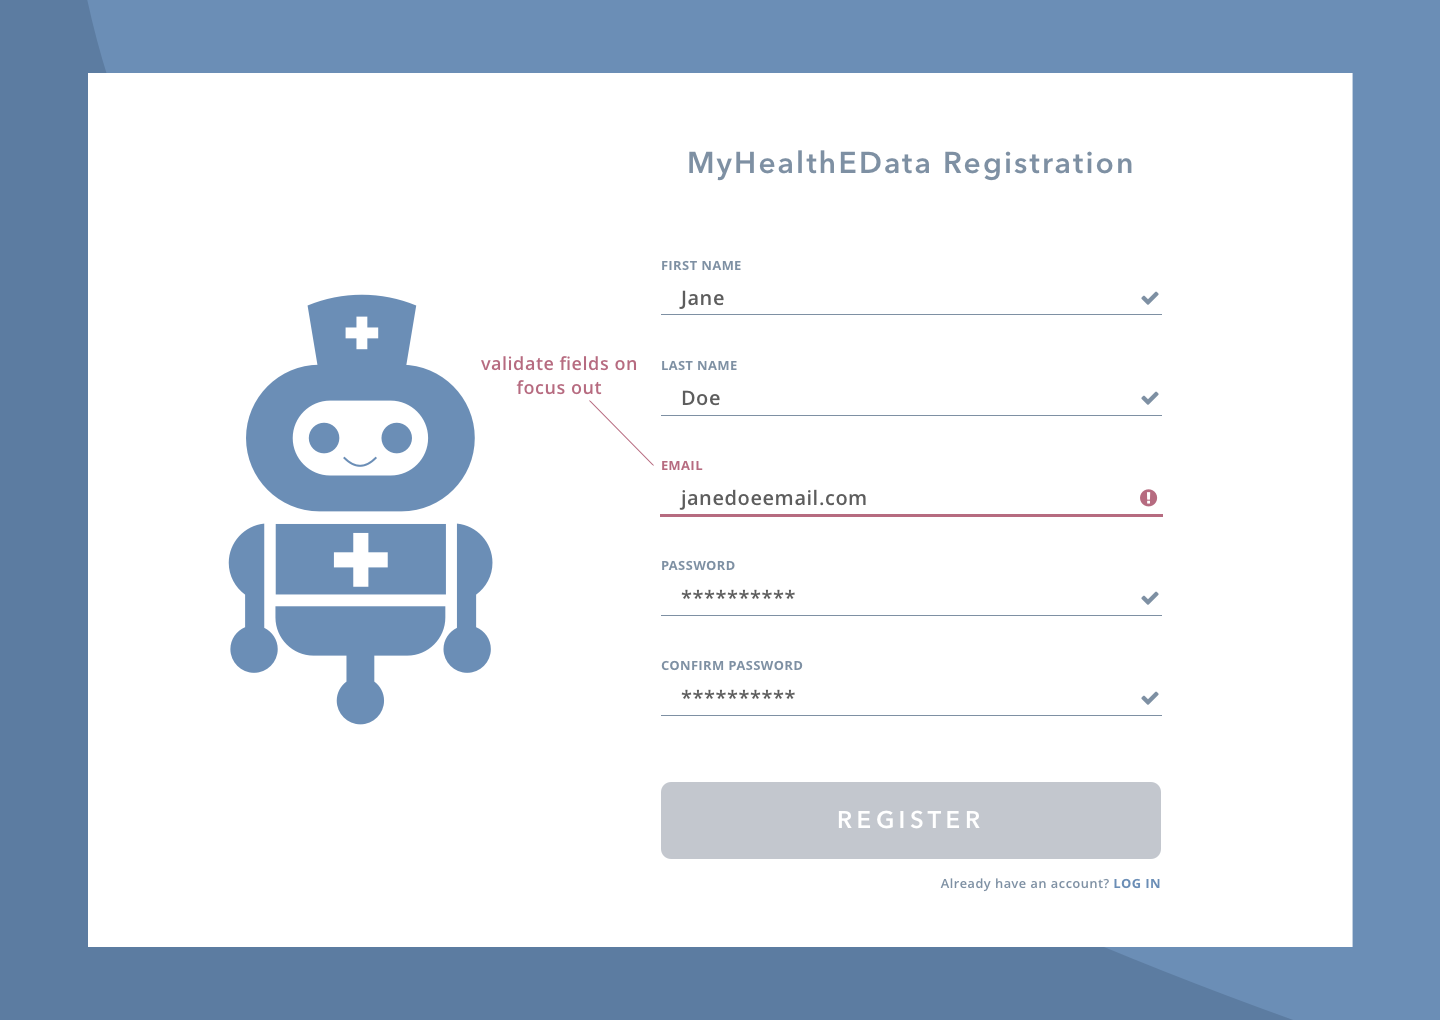 MyHealthEData Registration
FIRST NAME
Jane
validate fields on
focus out
LAST NAME
Doe
EMAIL
janedoeemail.com
PASSWORD
**********
CONFIRM PASSWORD
**********
REGISTER
Already have an account? LOG IN